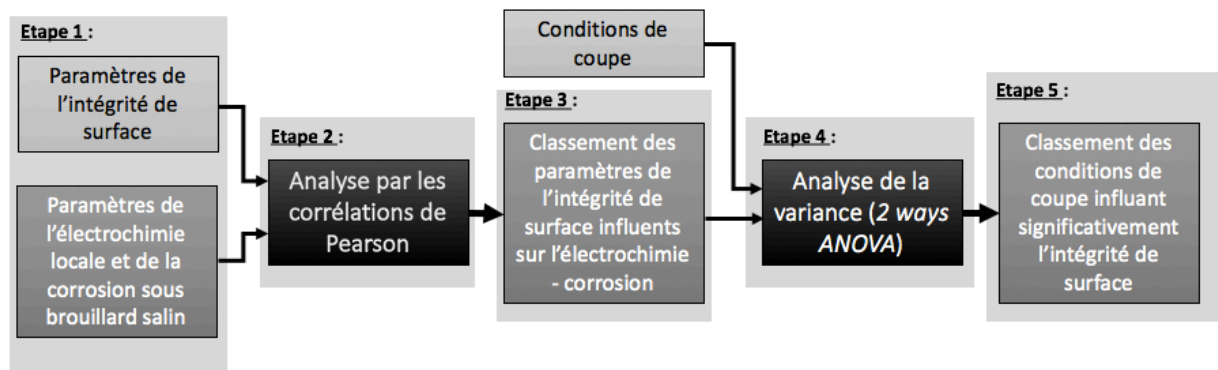 Etape 1 :
Paramètres de
l'intégrité de
surface
Paramètres de
l'électrochimie
locale et de la
corrosion sous
brouillard salin
Etape 2 :
Analyse par les
corrélations de
Pearson
Conditions de
coupe
Etape 3 :
Classement des
paramètres de
l'intégrité de
surface influents
sur l'électrochimie
- corrosion
Etape 4 :
Analyse de la
variance (2 ways
ANOVA)
Etape 5 :
Classement des
conditions de
coupe influant
significativement
l'intégrité de
surface